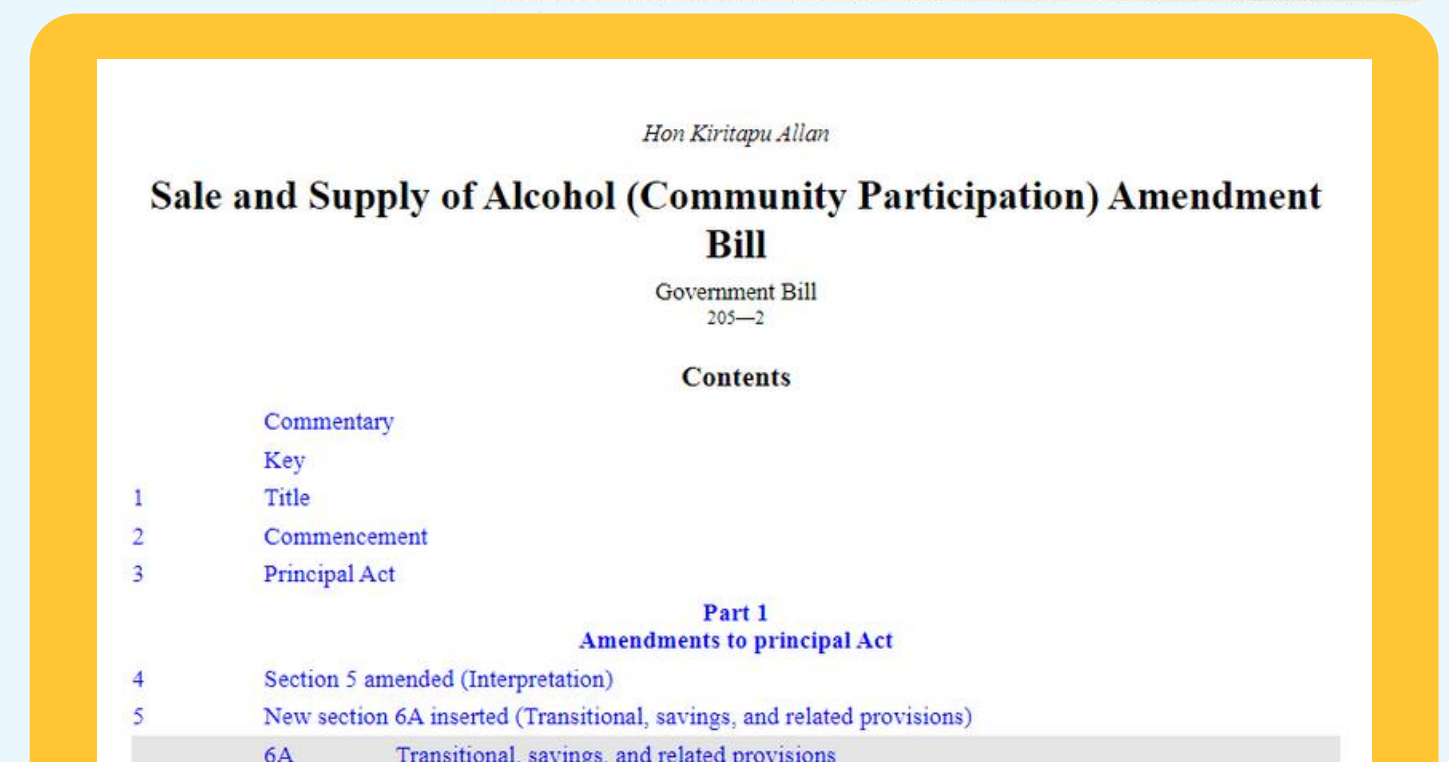 Hon Kiritapu Allan
Sale and Supply of Alcohol (Community Participation) Amendment
Bill
Government Bill
205—2
Contents
Commentary
Key
1 Title
2 Commencement
3 Principal Act
Part 1
Amendments to principal Act
4 Section 5 amended (Interpretation)
5 New section 6A inserted (Transitional, savings, and related provisions)
6A Transitional, savings, and related provisions